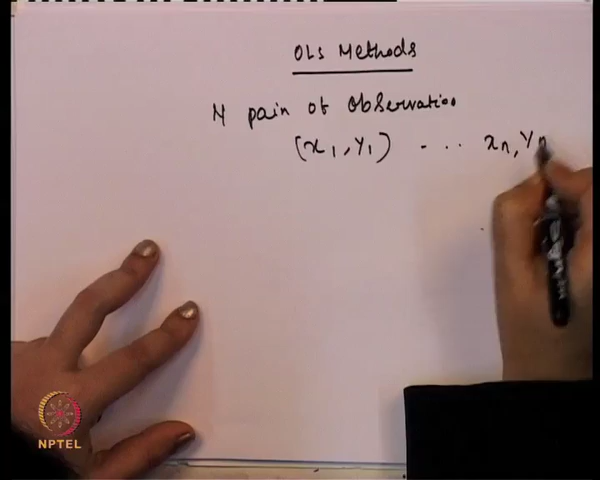 OLS Methods
N pair of Observation
(x1, Y1) - - - xn, Yn
NPTEL